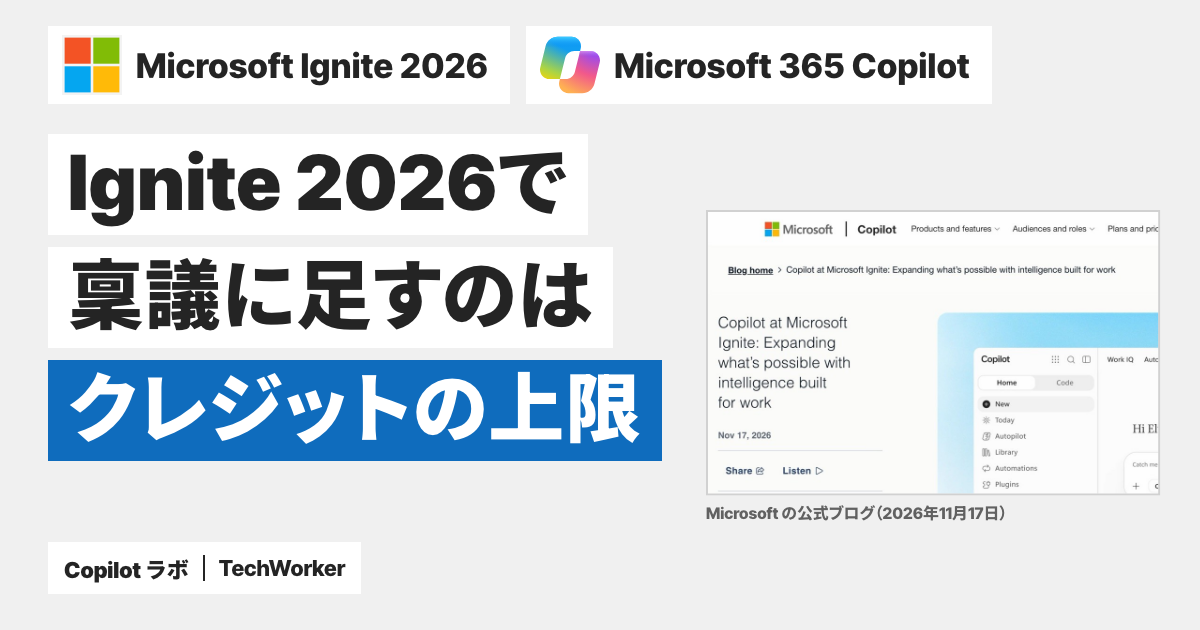 Microsoft Ignite 2026
Microsoft 365 Copilot
Ignite 2026で
稟議に足すのは
クレジットの上限
Microsoft | Copilot Products and features Audiences and roles Plans and
Blog home > Copilot at Microsoft Ignite: Expanding what's possible with intelligence built for work
Copilot at Microsoft
Ignite: Expanding
what's possible with
intelligence built
for work
Nov 17, 2026
Share Listen
Copilot
Work IQ
Home Code
New
Today
Autopilot
Library
Automations
Plugins
Hi
Catch me
Microsoft の公式ブログ（2026年11月17日）
Copilot ラボ | TechWorker